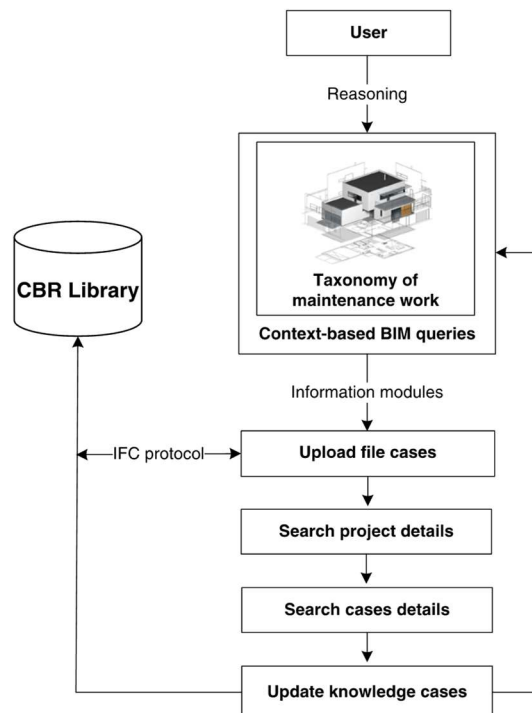 User
Reasoning
Taxonomy of
maintenance work
Context-based BIM queries
CBR Library
Information modules
IFC protocol
Upload file cases
Search project details
Search cases details
Update knowledge cases